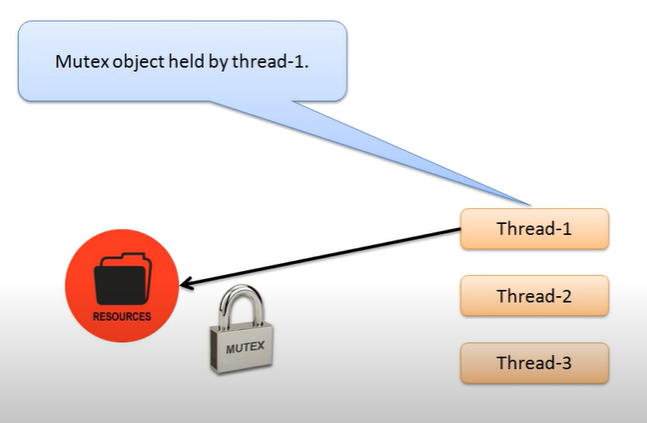 Mutex object held by thread-1.
Thread-1
RESOURCES
MUTEX
Thread-2
Thread-3